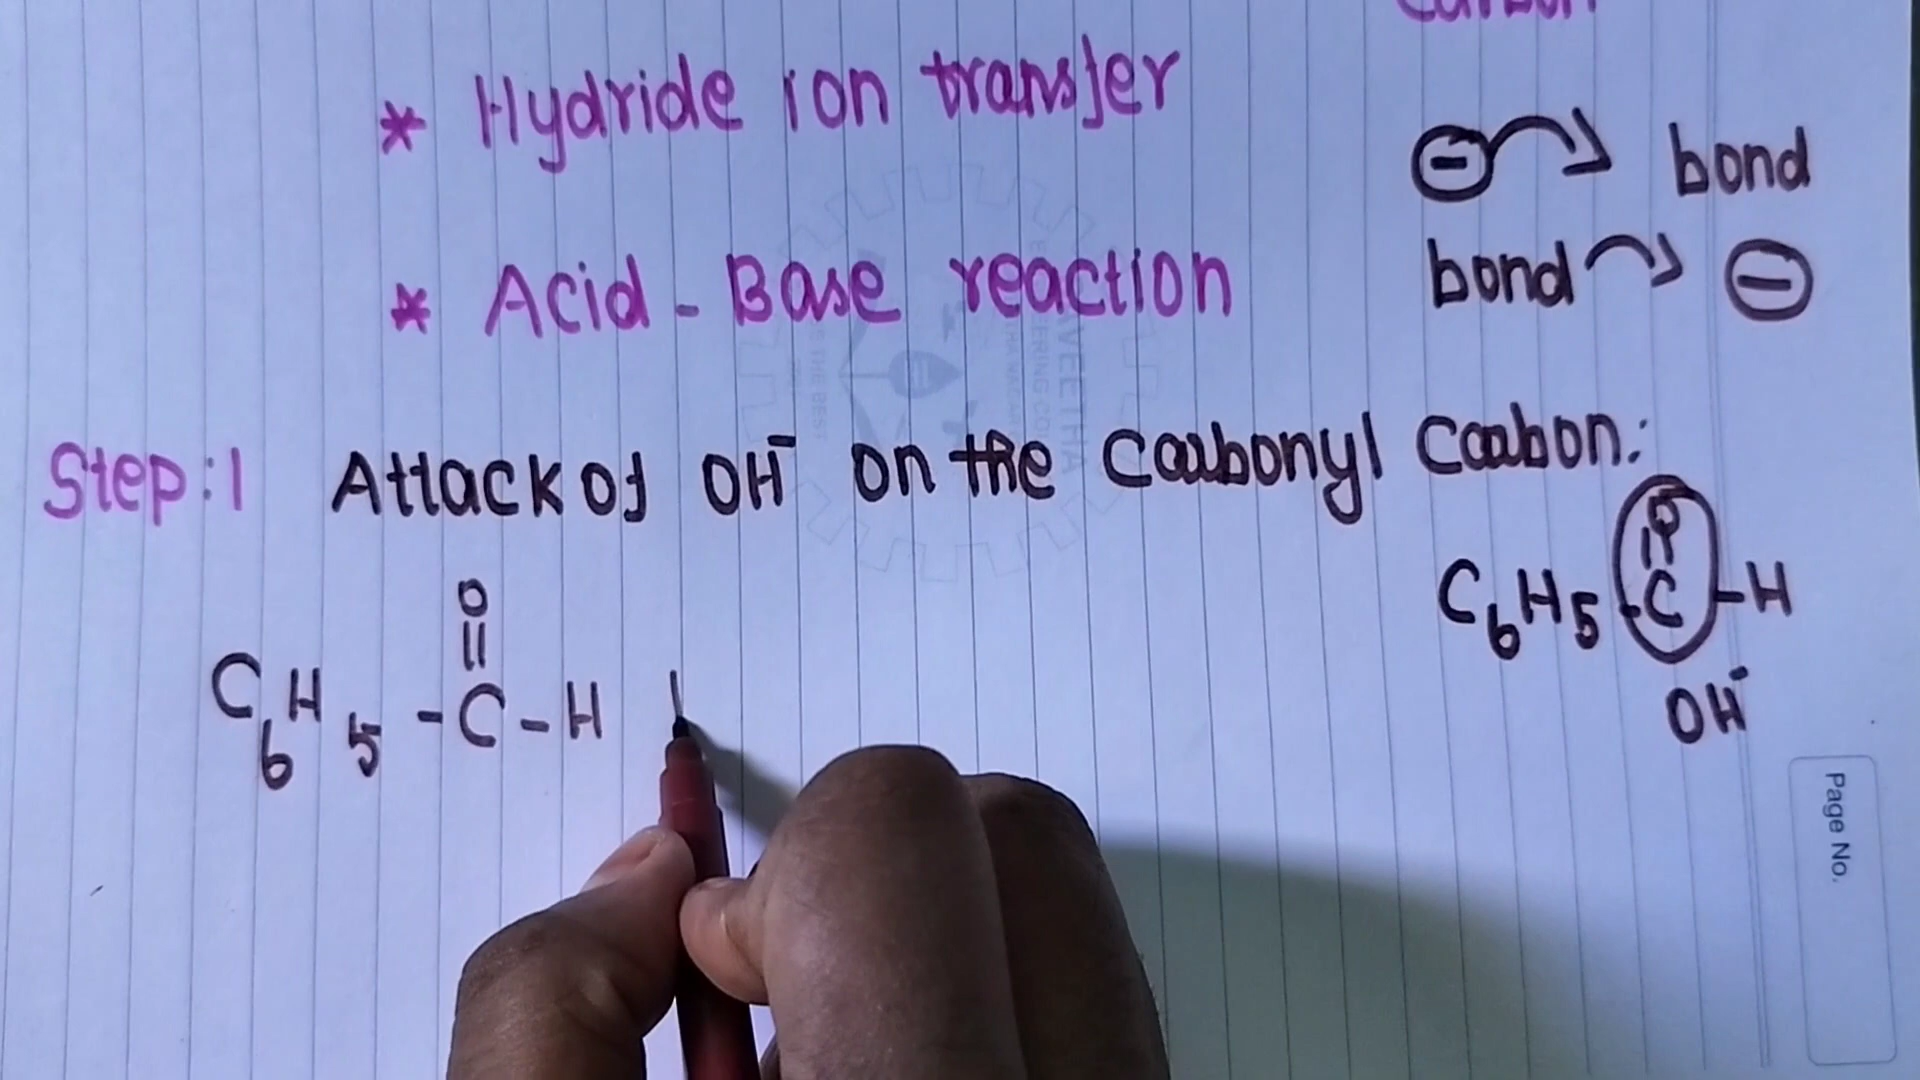 Carbon
* Hydride ion transfer
⊖ bond
* Acid - Base reaction
bond ⊖
Step:1 Attack of OH⁻ on the Carbonyl Carbon:
O
C6H5 - C - H
O
C6H5 - C - H
OH⁻
Page No.